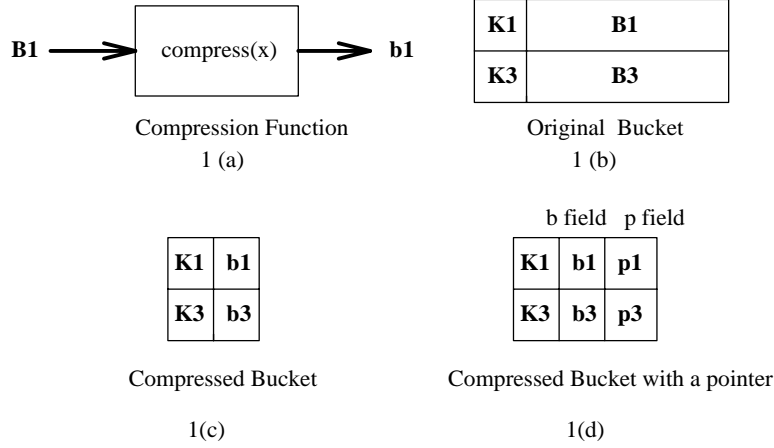 B1
compress(x)
b1
Compression Function
1 (a)
K1 B1
K3 B3
Original Bucket
1 (b)
K1 b1
K3 b3
Compressed Bucket
1(c)
b field p field
K1 b1 p1
K3 b3 p3
Compressed Bucket with a pointer
1(d)